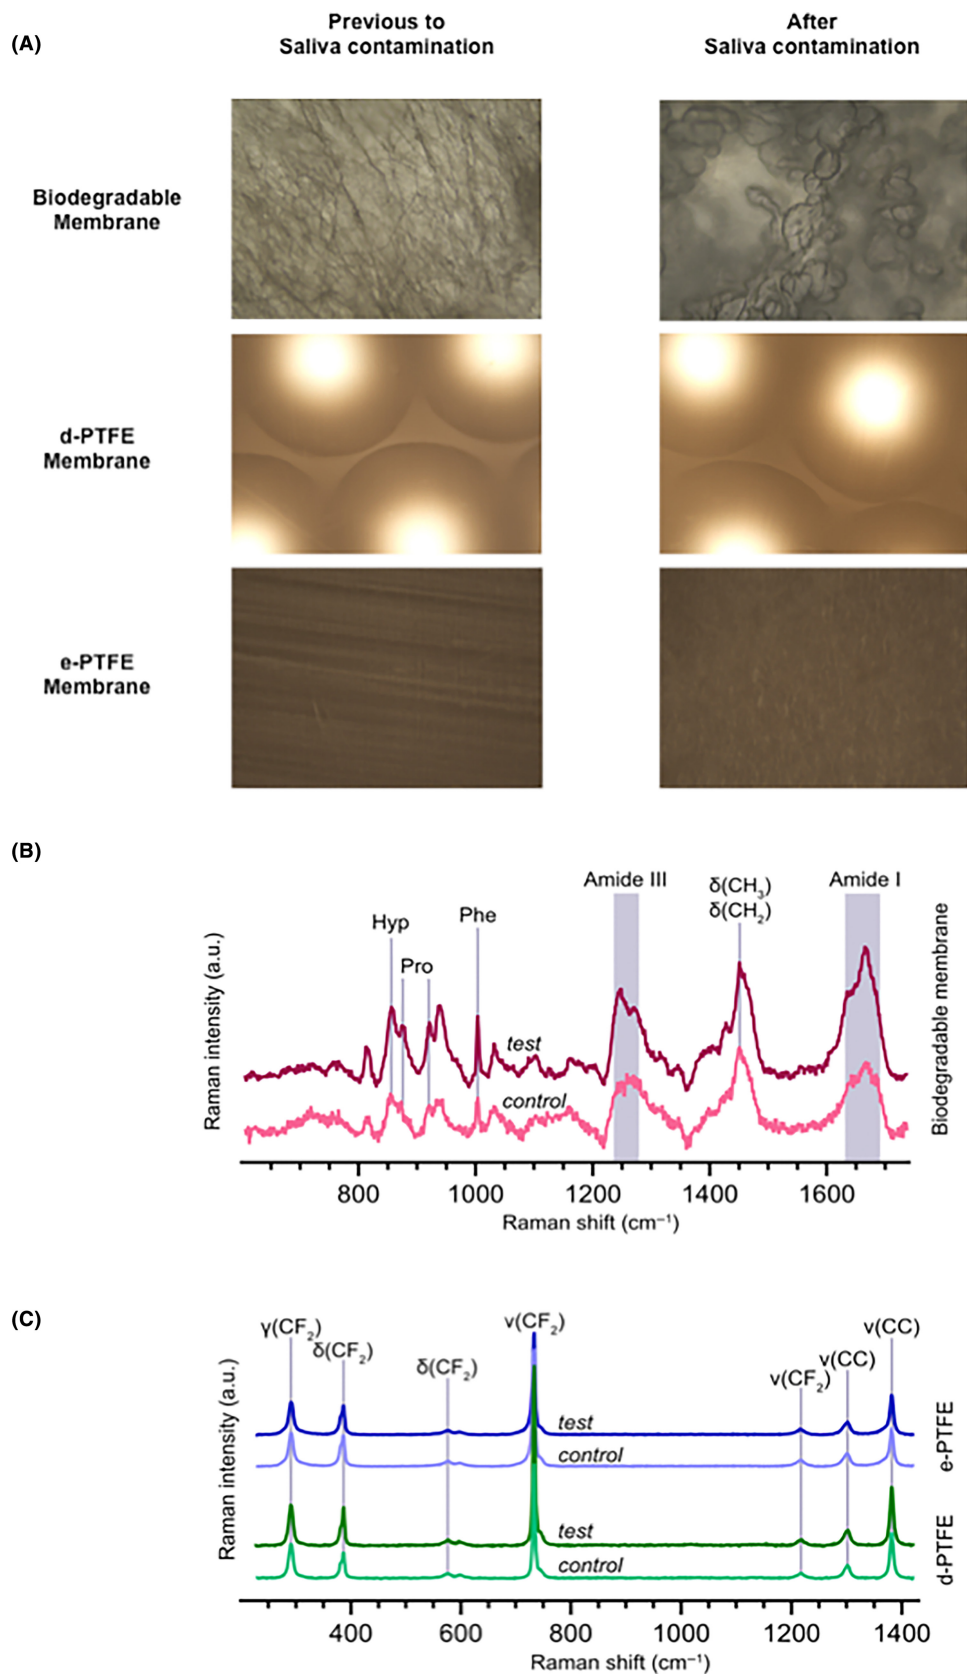 (A)
Previous to
Saliva contamination
After
Saliva contamination
Biodegradable
Membrane
d-PTFE
Membrane
e-PTFE
Membrane
(B)
Raman intensity (a.u.)
Hyp
Pro
Phe
Amide III
δ(CH₃)
δ(CH₂)
Amide I
test
control
Biodegradable membrane
800 1000 1200 1400 1600
Raman shift (cm⁻¹)
(C)
Raman intensity (a.u.)
γ(CF₂)
δ(CF₂)
δ(CF₂)
ν(CF₂)
ν(CF₂)
ν(CC)
ν(CC)
test
control
e-PTFE
test
control
d-PTFE
400 600 800 1000 1200 1400
Raman shift (cm⁻¹)